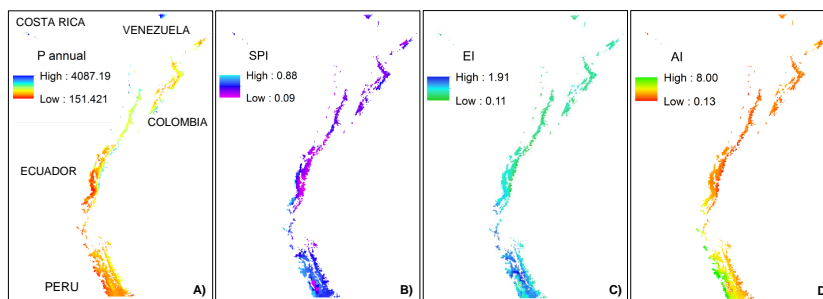 COSTA RICA
VENEZUELA
P annual
High : 4087.19
Low : 151.421
COLOMBIA
ECUADOR
PERU
A)
SPI
High : 0.88
Low : 0.09
B)
EI
High : 1.91
Low : 0.11
C)
AI
High : 8.00
Low : 0.13
D